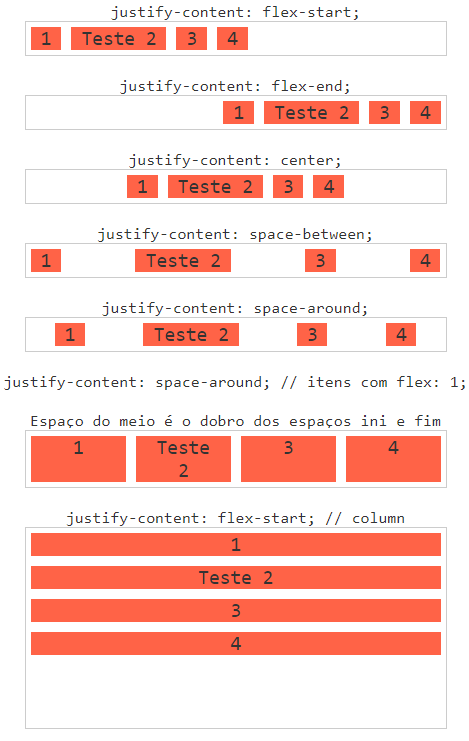 justify-content: flex-start;
1 Teste 2 3 4
justify-content: flex-end;
1 Teste 2 3 4
justify-content: center;
1 Teste 2 3 4
justify-content: space-between;
1 Teste 2 3 4
justify-content: space-around;
1 Teste 2 3 4
justify-content: space-around; // itens com flex: 1;
Espaço do meio é o dobro dos espaços ini e fim
1 Teste 3 4
2
justify-content: flex-start; // column
1
Teste 2
3
4